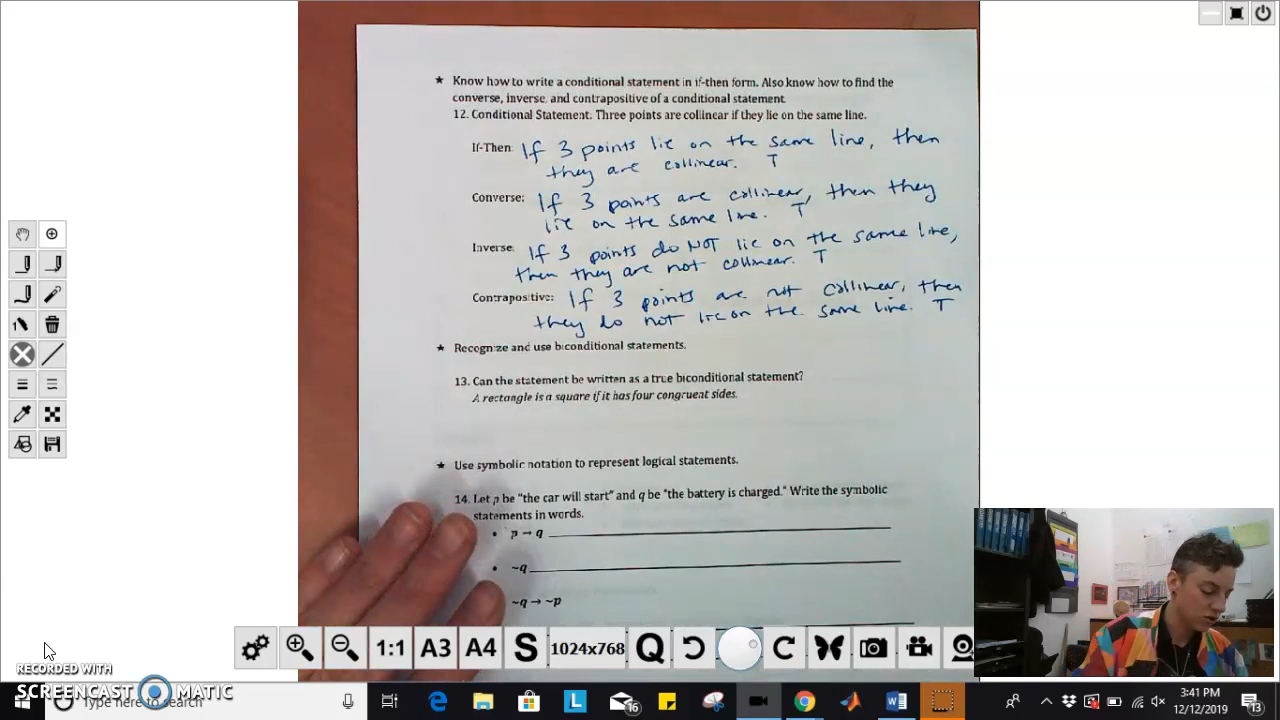 ★ Know how to write a conditional statement in if-then form. Also know how to find the
converse, inverse, and contrapositive of a conditional statement.
12. Conditional Statement: Three points are collinear if they lie on the same line.
If-Then: If 3 points lie on the same line, then
they are collinear. T
Converse: If 3 points are collinear, then they
lie on the same line. T
Inverse: If 3 points do NOT lie on the same line,
then they are not collinear. T
Contrapositive: If 3 points are not collinear, then
they do not lie on the same line. T
★ Recognize and use biconditional statements.
13. Can the statement be written as a true biconditional statement?
A rectangle is a square if it has four congruent sides.
★ Use symbolic notation to represent logical statements.
14. Let p be "the car will start" and q be "the battery is charged." Write the symbolic
statements in words.
• p → q
• ~q
~q → ~p
1:1 A3 A4 S 1024x768 Q
RECORDED WITH
SCREENCAST MATIC
Type here to search
16
3:41 PM
12/12/2019
13